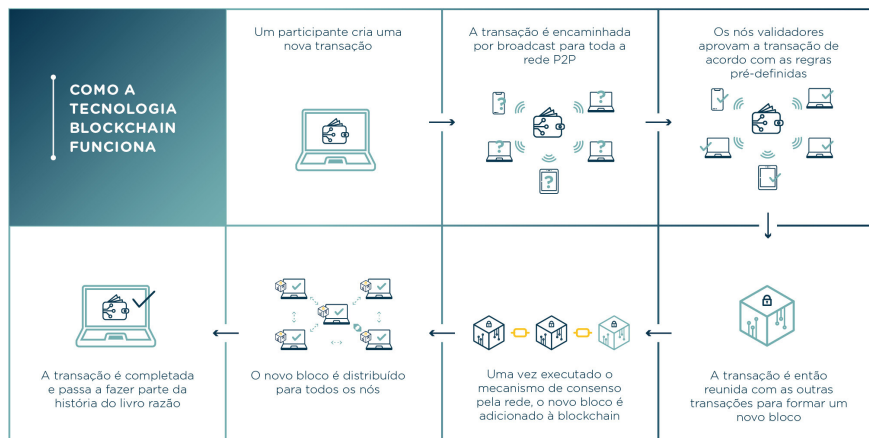 COMO A
TECNOLOGIA
BLOCKCHAIN
FUNCIONA
Um participante cria uma
nova transação
A transação é encaminhada
por broadcast para toda a
rede P2P
Os nós validadores
aprovam a transação de
acordo com as regras
pré-definidas
A transação é então
reunida com as outras
transações para formar um
novo bloco
Uma vez executado o
mecanismo de consenso
pela rede, o novo bloco é
adicionado à blockchain
O novo bloco é distribuído
para todos os nós
A transação é completada
e passa a fazer parte da
história do livro razão